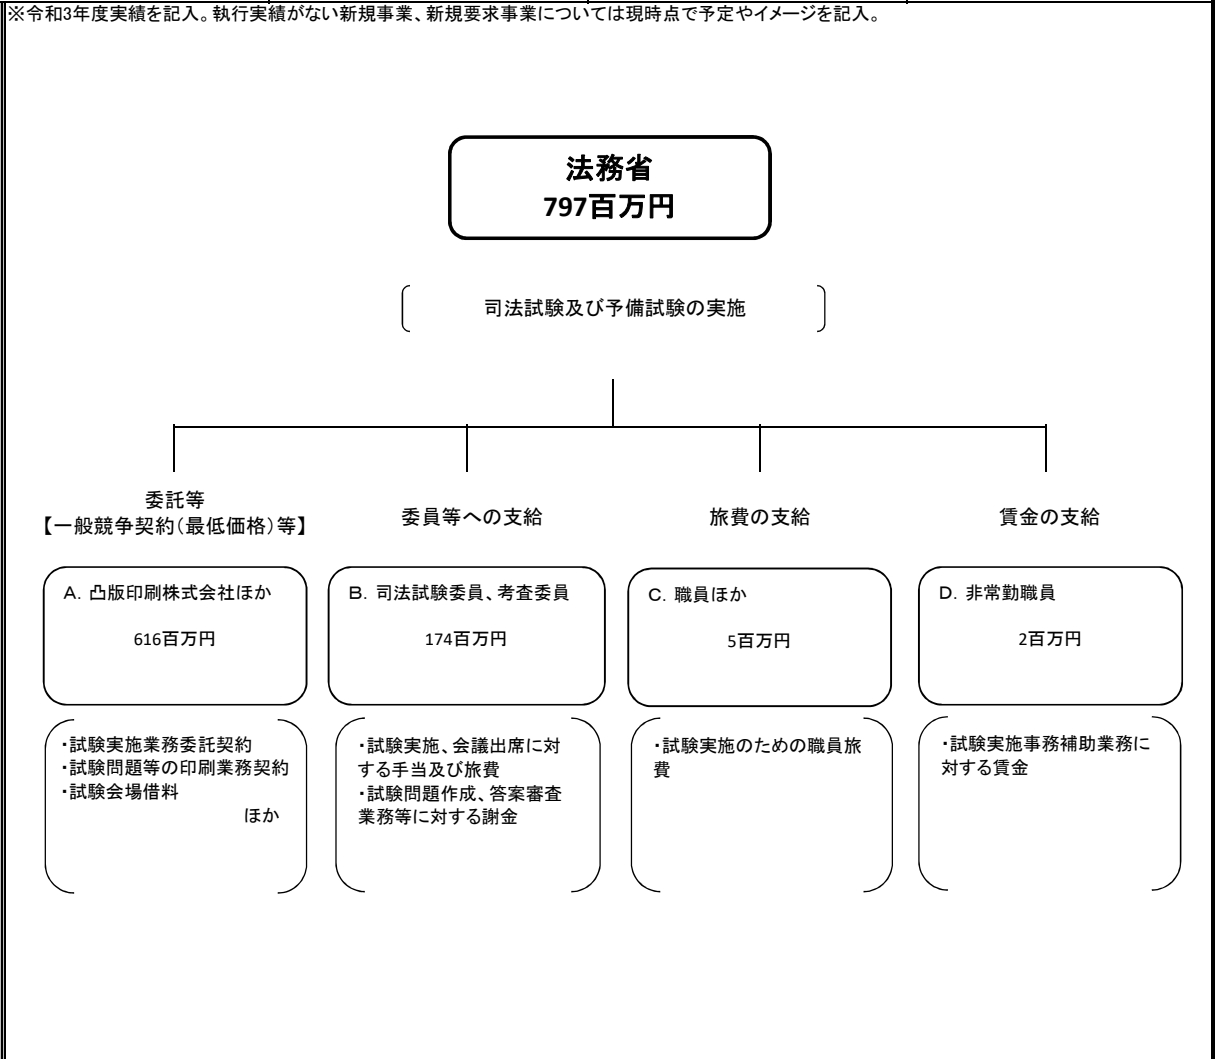 ※令和3年度実績を記入。執行実績がない新規事業、新規要求事業については現時点で予定やイメージを記入。
法務省
797百万円
司法試験及び予備試験の実施
委託等
【一般競争契約(最低価格)等】
A. 凸版印刷株式会社ほか
616百万円
・試験実施業務委託契約
・試験問題等の印刷業務契約
・試験会場借料
ほか
委員等への支給
B. 司法試験委員、考査委員
174百万円
・試験実施、会議出席に対
する手当及び旅費
・試験問題作成、答案審査
業務等に対する謝金
旅費の支給
C. 職員ほか
5百万円
・試験実施のための職員旅
費
賃金の支給
D. 非常勤職員
2百万円
・試験実施事務補助業務に
対する賃金